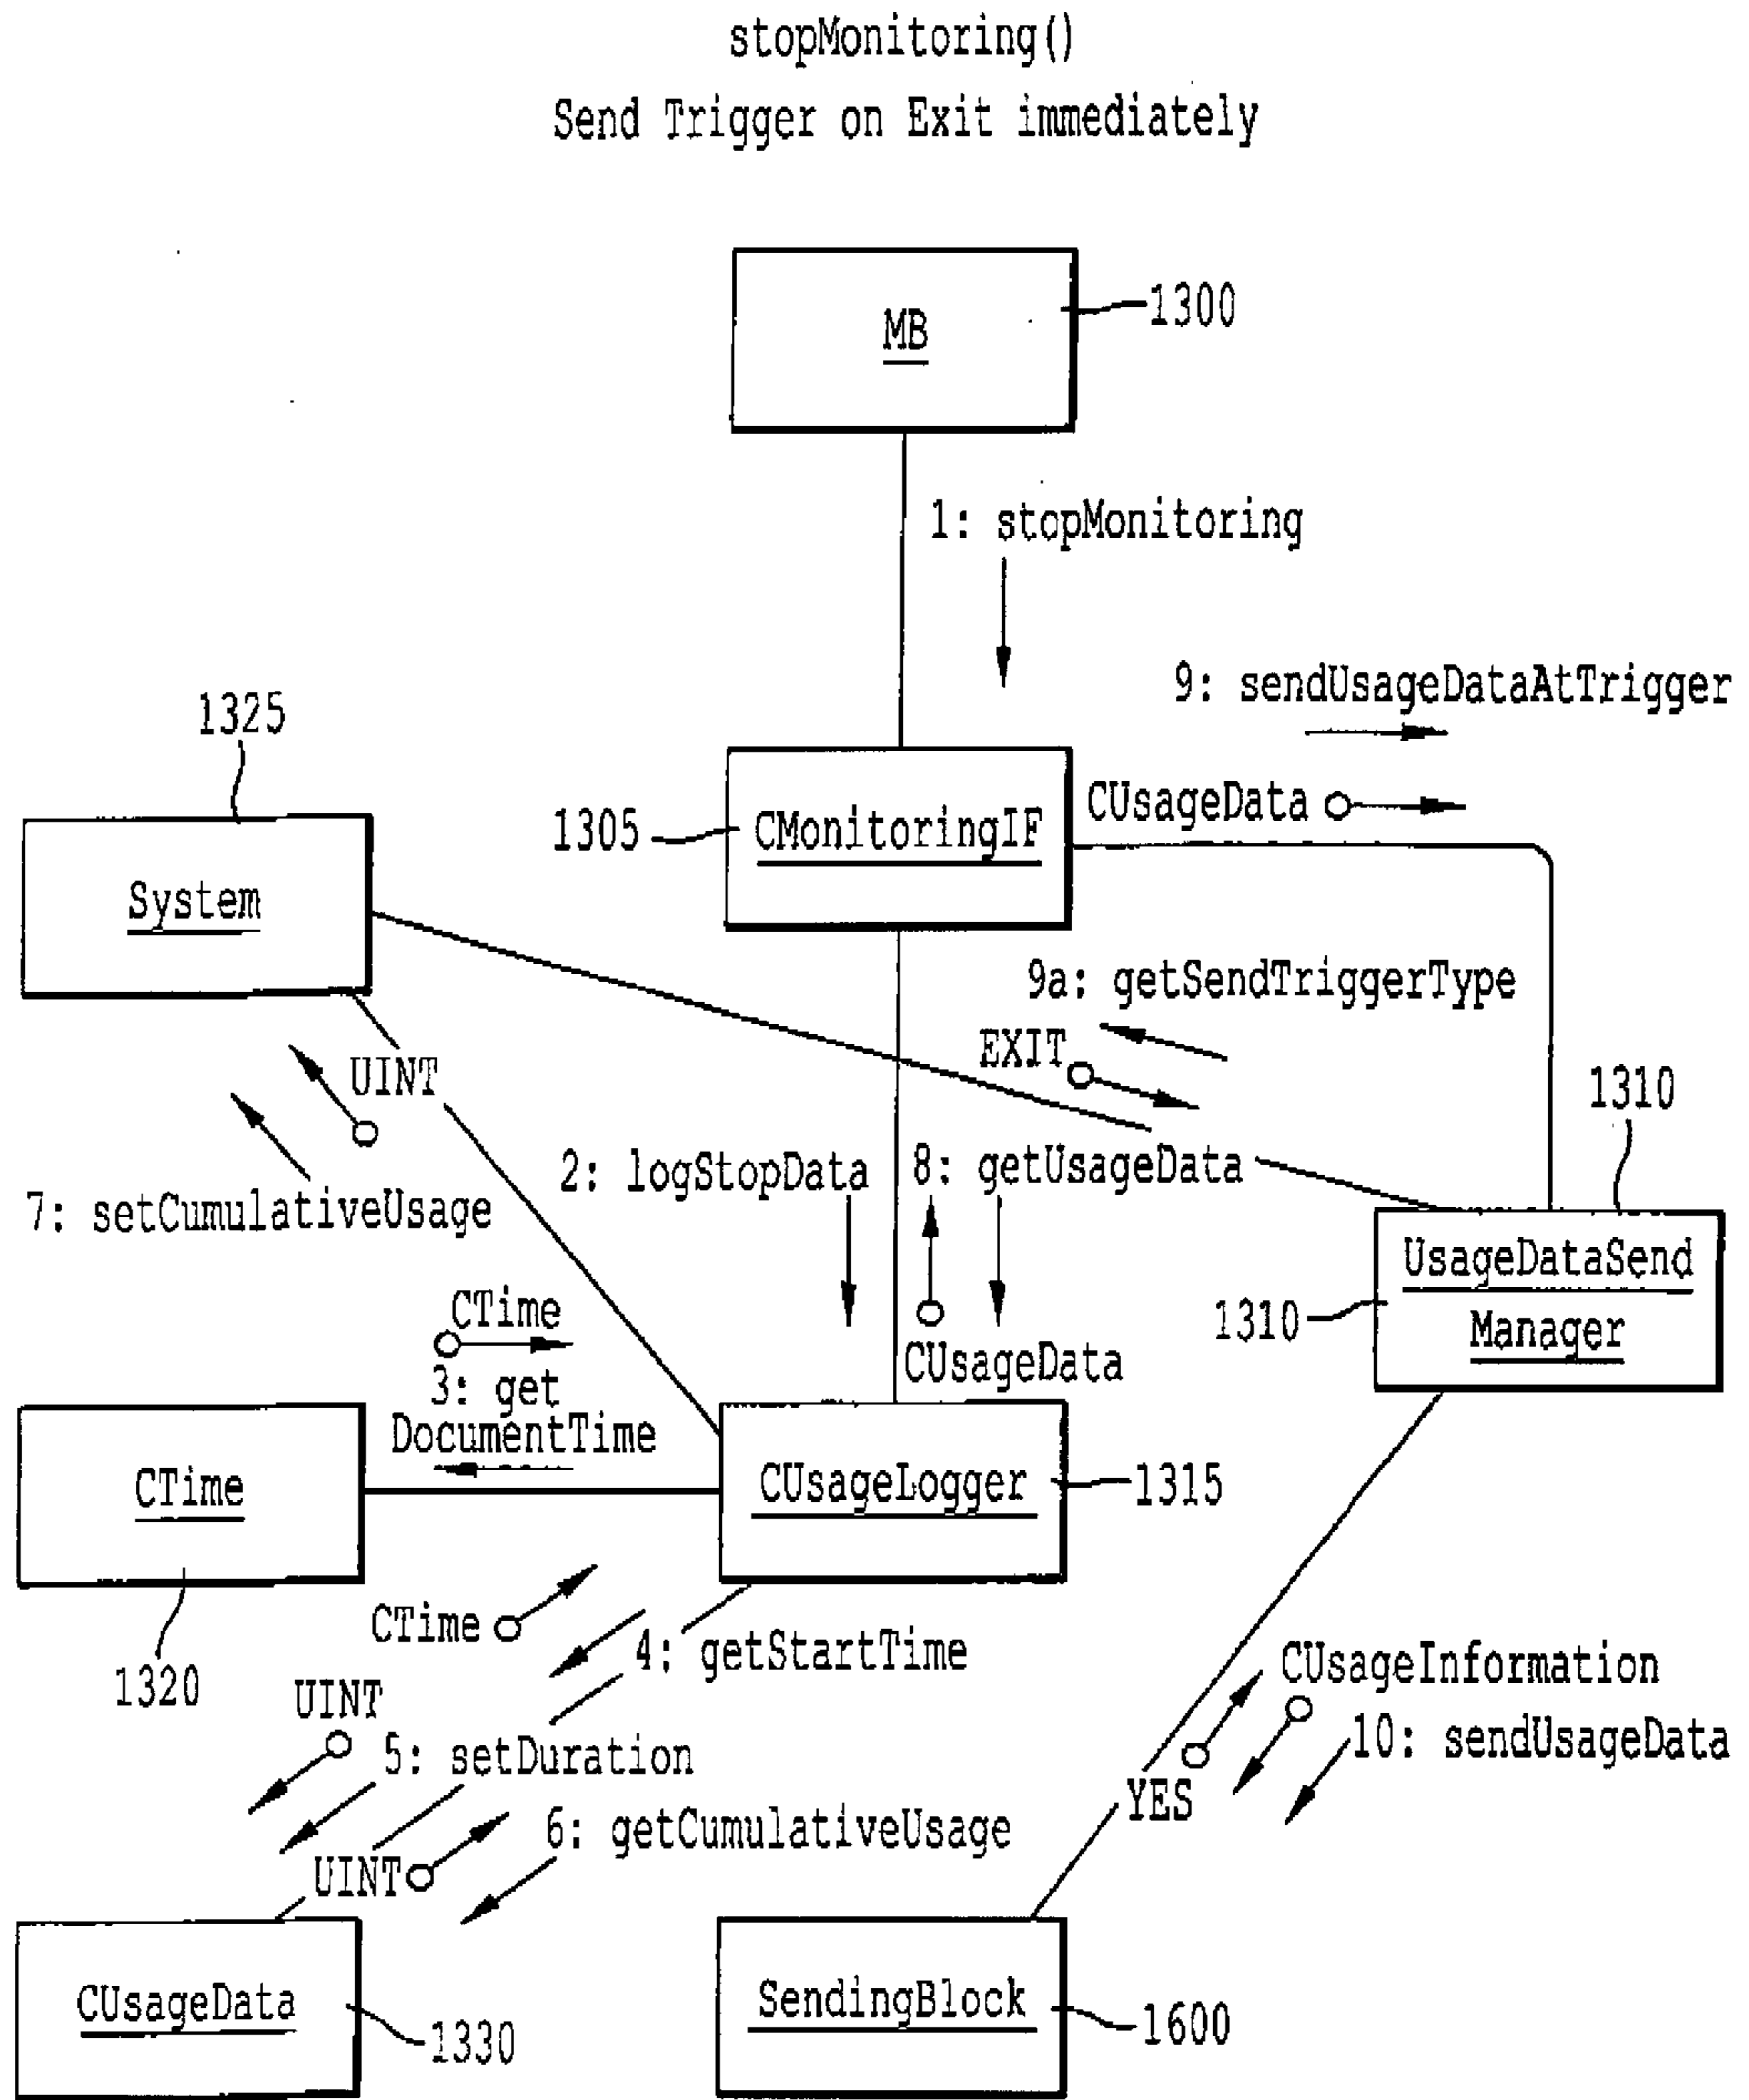 stopMonitoring()
Send Trigger on Exit immediately
MB
1300
1: stopMonitoring
9: sendUsageDataAtTrigger
1325
CUsageData
1305
CMonitoringIF
System
9a: getSendTriggerType
EXIT
UINT
1310
2: logStopData
8: getUsageData
7: setCumulativeUsage
UsageDataSend
Manager
1310
CTime
3: get
DocumentTime
CUsageData
CTime
CUsageLogger
1315
1320
CTime
4: getStartTime
UINT
CUsageInformation
5: setDuration
10: sendUsageData
YES
6: getCumulativeUsage
UINT
CUsageData
1330
SendingBlock
1600